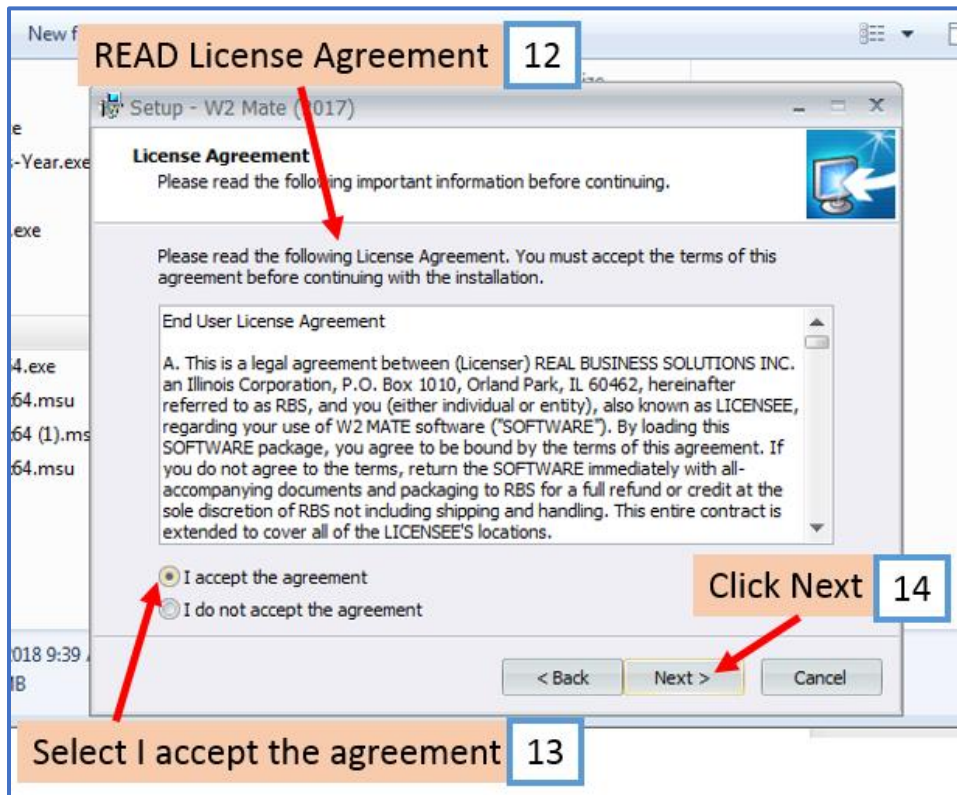 New f
READ License Agreement 12
Setup - W2 Mate (2017)
e
-Year.exe
License Agreement
Please read the following important information before continuing.
.exe
Please read the following License Agreement. You must accept the terms of this
agreement before continuing with the installation.
End User License Agreement
A. This is a legal agreement between (Licenser) REAL BUSINESS SOLUTIONS INC.
an Illinois Corporation, P.O. Box 1010, Orland Park, IL 60462, hereinafter
referred to as RBS, and you (either individual or entity), also known as LICENSEE,
regarding your use of W2 MATE software ("SOFTWARE"). By loading this
SOFTWARE package, you agree to be bound by the terms of this agreement. If
you do not agree to the terms, return the SOFTWARE immediately with all-
accompanying documents and packaging to RBS for a full refund or credit at the
sole discretion of RBS not including shipping and handling. This entire contract is
extended to cover all of the LICENSEE'S locations.
4.exe
64.msu
64 (1).ms
64.msu
I accept the agreement
I do not accept the agreement
Click Next 14
018 9:39
MB
< Back
Next >
Cancel
Select I accept the agreement 13